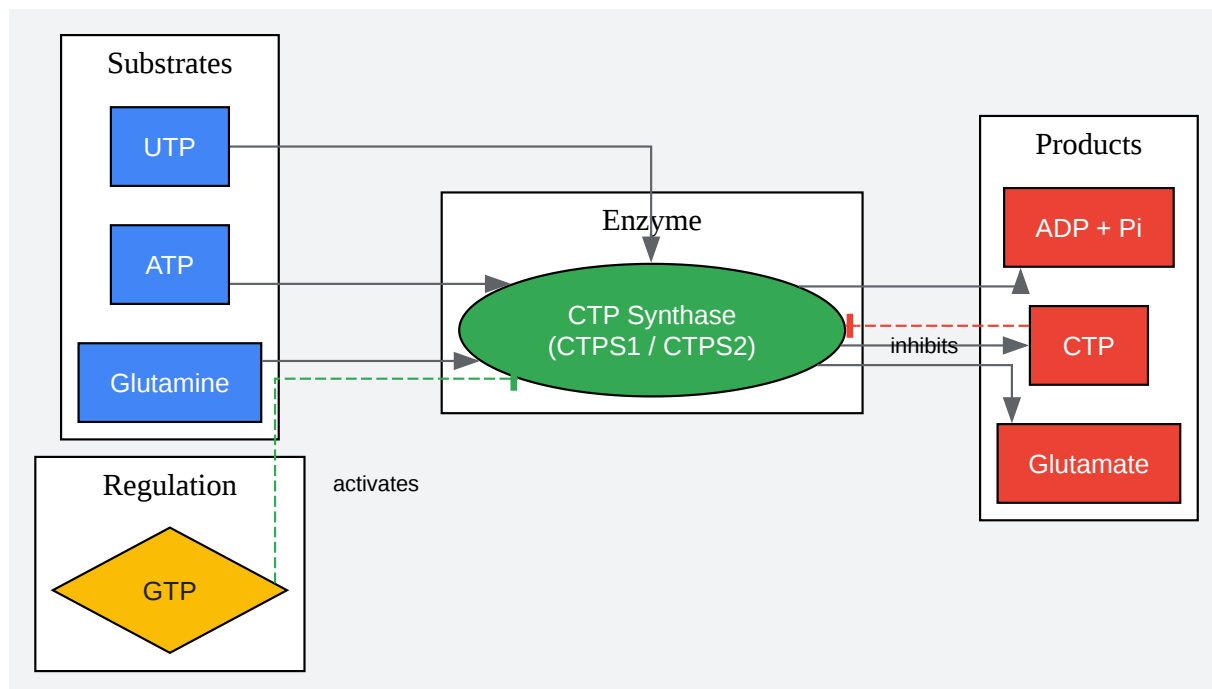 Substrates
UTP
ATP
Glutamine
Regulation
GTP
activates
Enzyme
CTP Synthase
(CTPS1 / CTPS2)
inhibits
Products
ADP + Pi
CTP
Glutamate